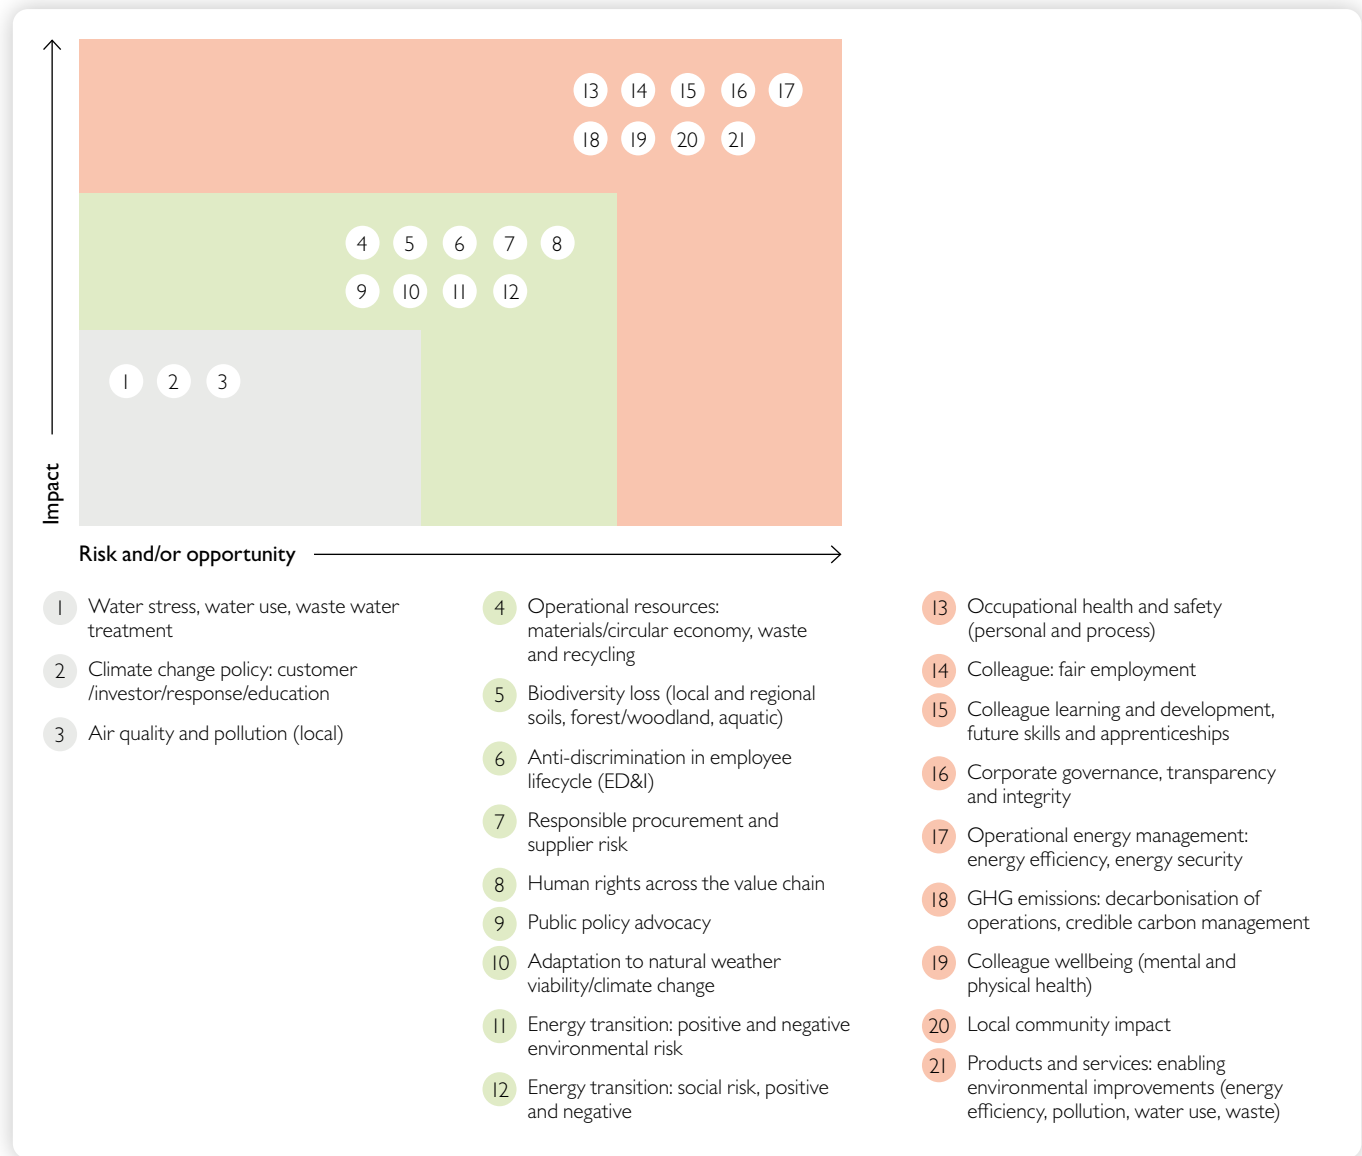 13 14 15 16 17
18 19 20 21
4 5 6 7 8
9 10 11 12
1 2 3
Impact
Risk and/or opportunity
1 Water stress, water use, waste water
treatment
2 Climate change policy: customer
/investor/response/education
3 Air quality and pollution (local)
4 Operational resources:
materials/circular economy, waste
and recycling
5 Biodiversity loss (local and regional
soils, forest/woodland, aquatic)
6 Anti-discrimination in employee
lifecycle (ED&I)
7 Responsible procurement and
supplier risk
8 Human rights across the value chain
9 Public policy advocacy
10 Adaptation to natural weather
viability/climate change
11 Energy transition: positive and negative
environmental risk
12 Energy transition: social risk, positive
and negative
13 Occupational health and safety
(personal and process)
14 Colleague: fair employment
15 Colleague learning and development,
future skills and apprenticeships
16 Corporate governance, transparency
and integrity
17 Operational energy management:
energy efficiency, energy security
18 GHG emissions: decarbonisation of
operations, credible carbon management
19 Colleague wellbeing (mental and
physical health)
20 Local community impact
21 Products and services: enabling
environmental improvements (energy
efficiency, pollution, water use, waste)